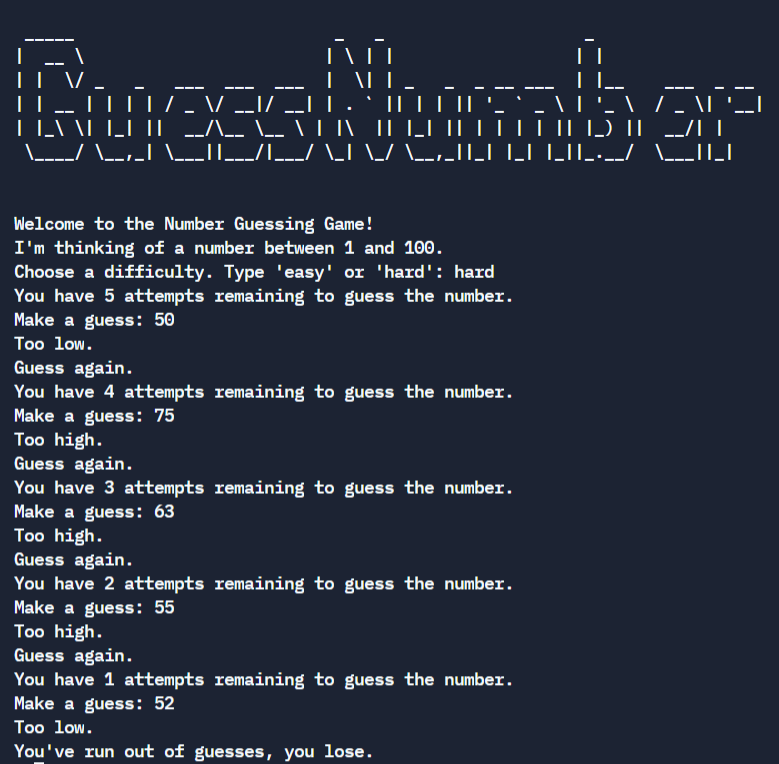 GuessNumber
Welcome to the Number Guessing Game!
I'm thinking of a number between 1 and 100.
Choose a difficulty. Type 'easy' or 'hard': hard
You have 5 attempts remaining to guess the number.
Make a guess: 50
Too low.
Guess again.
You have 4 attempts remaining to guess the number.
Make a guess: 75
Too high.
Guess again.
You have 3 attempts remaining to guess the number.
Make a guess: 63
Too high.
Guess again.
You have 2 attempts remaining to guess the number.
Make a guess: 55
Too high.
Guess again.
You have 1 attempts remaining to guess the number.
Make a guess: 52
Too low.
You've run out of guesses, you lose.